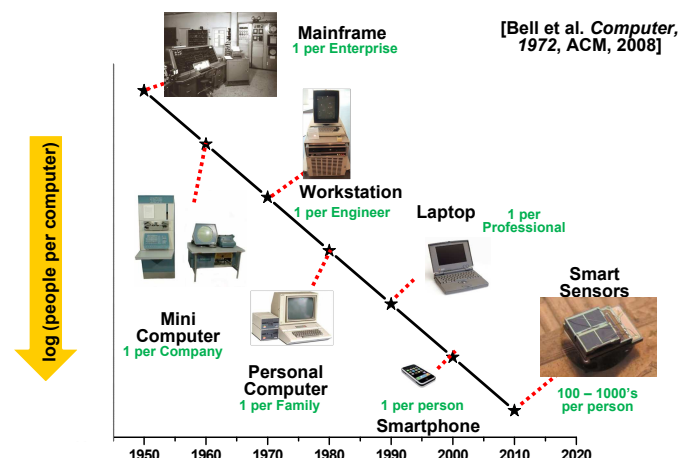 Mainframe
1 per Enterprise
[Bell et al. Computer,
1972, ACM, 2008]
log (people per computer)
Workstation
1 per Engineer
Laptop
1 per
Professional
Smart
Sensors
Mini
Computer
1 per Company
Personal
Computer
1 per Family
1 per person
Smartphone
100 – 1000's
per person
1950 1960 1970 1980 1990 2000 2010 2020